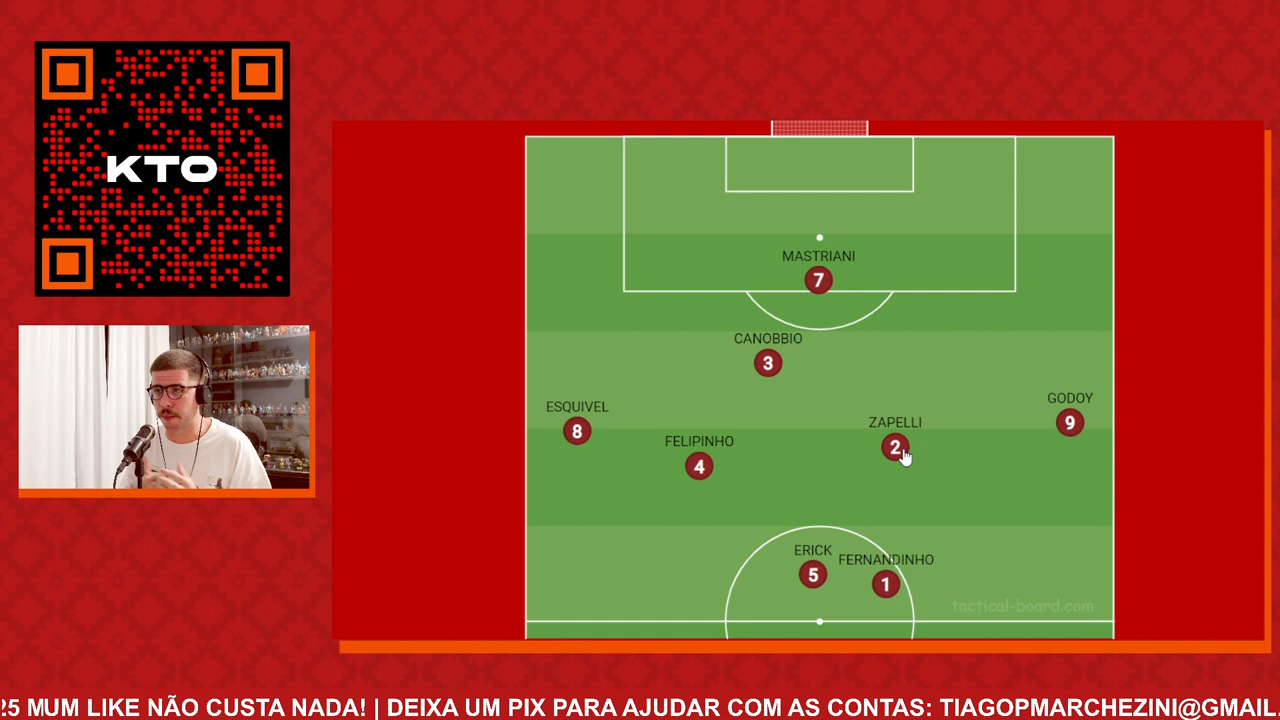 KTO
MASTRIANI
7
CANOBBIO
3
GODOY
9
ESQUIVEL
8
ZAPELLI
2
FELIPINHO
4
ERICK
5
FERNANDINHO
1
tactical-board.com
25 MUM LIKE NÃO CUSTA NADA! | DEIXA UM PIX PARA AJUDAR COM AS CONTAS: TIAGOPMARCHEZINI@GMAIL.